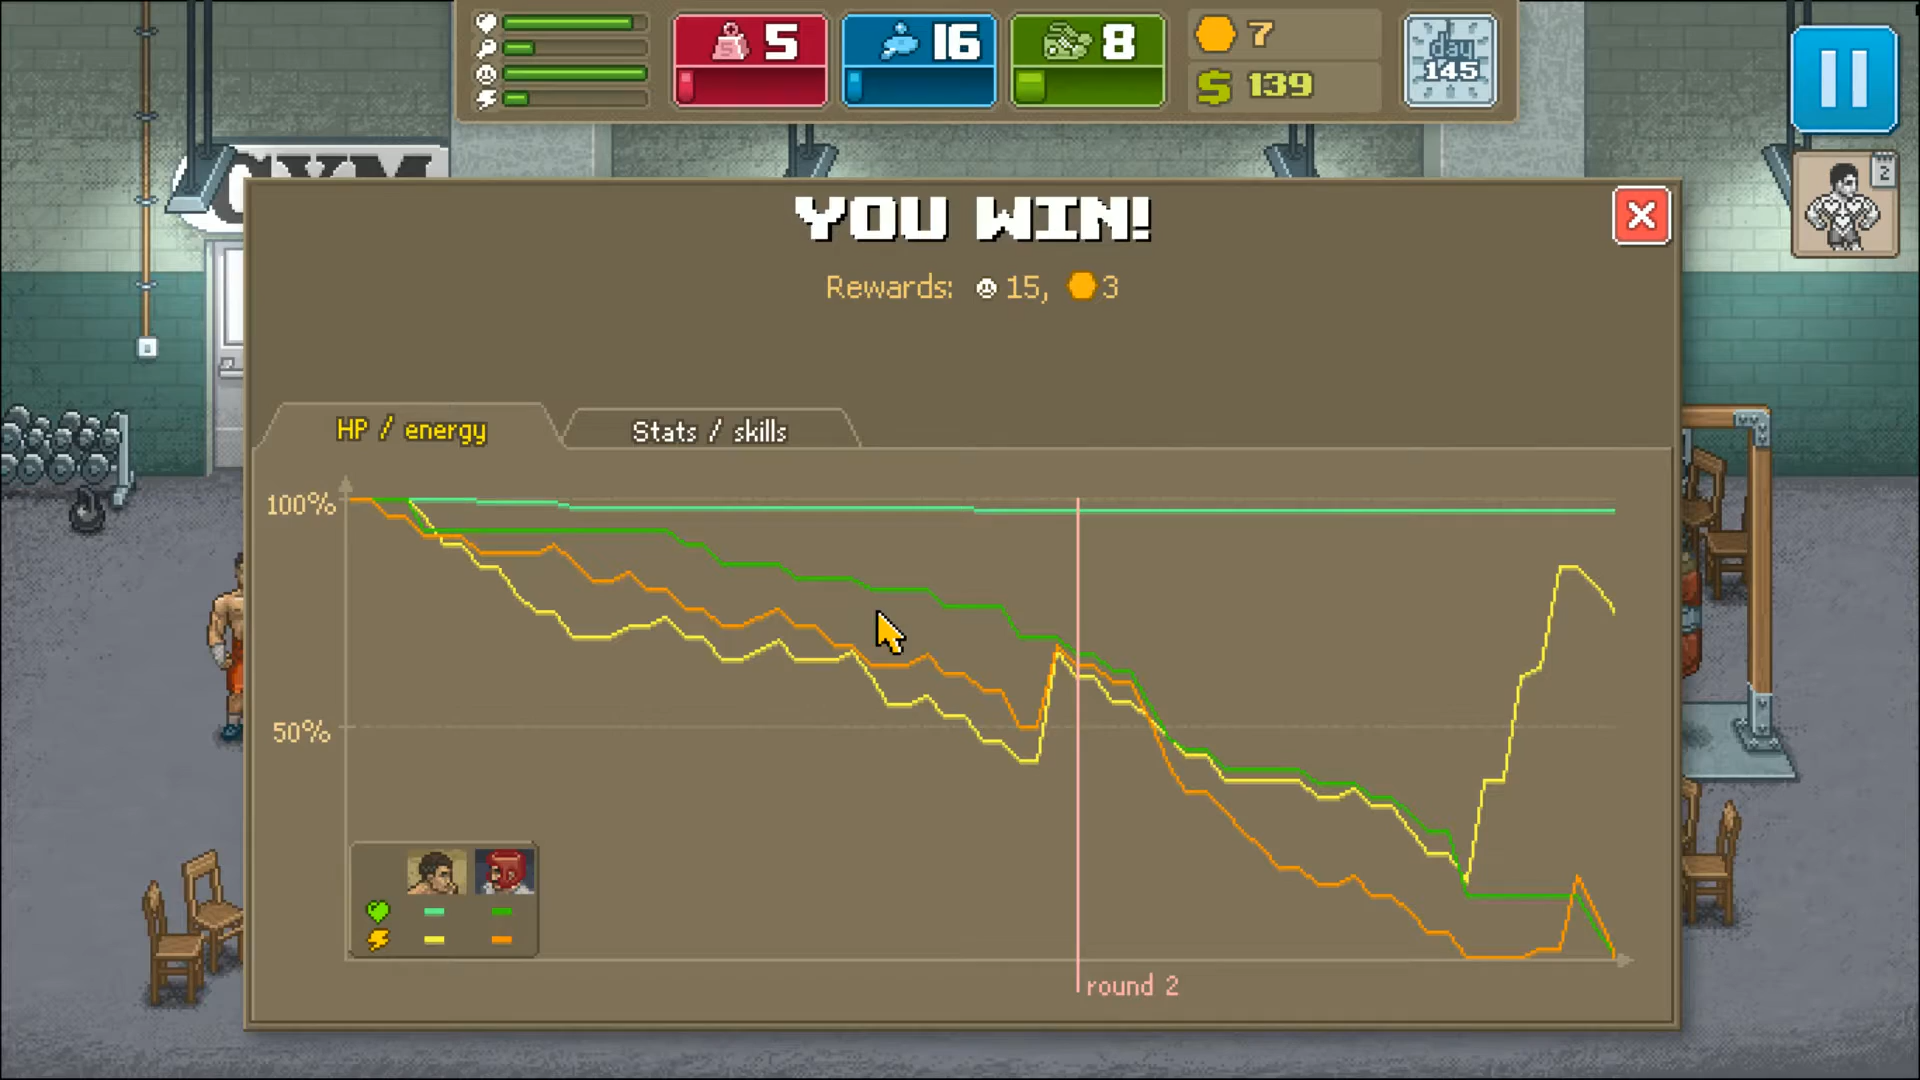 5
16
8
7
$ 139
day
145
2
GYM
YOU WIN!
Rewards: 15, 3
HP / energy
Stats / skills
100%
50%
round 2